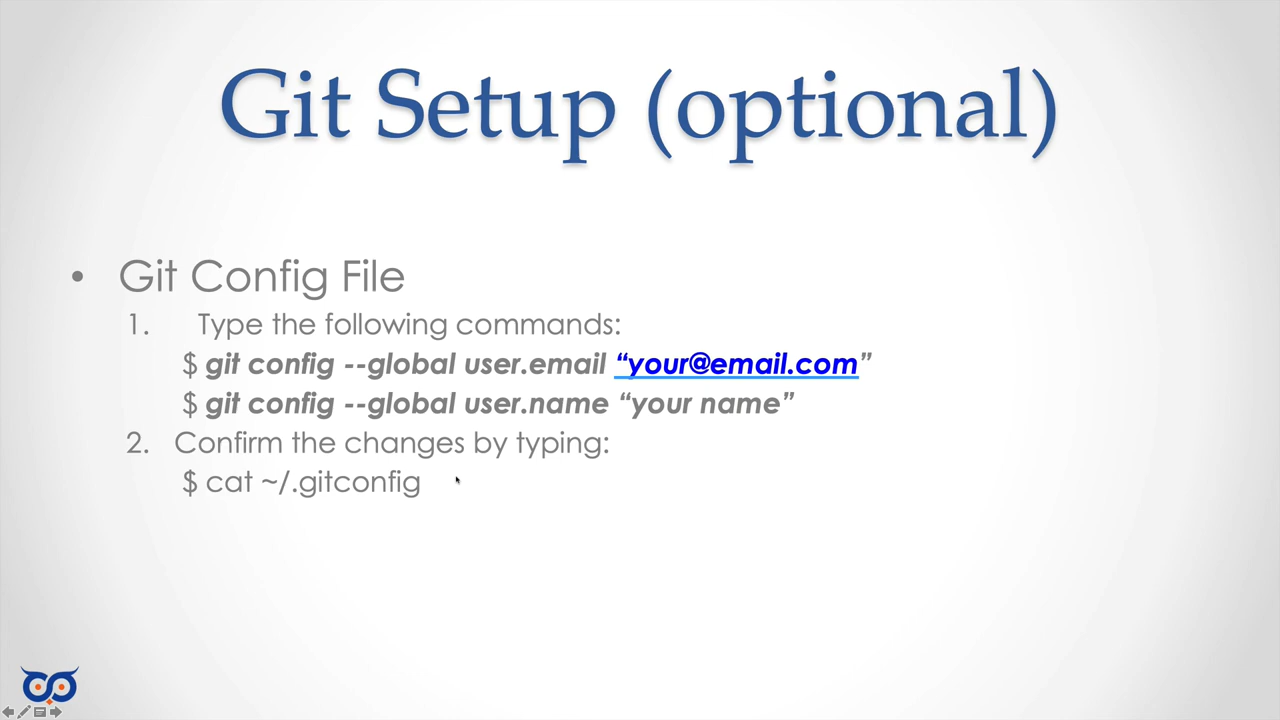 Git Setup (optional)
• Git Config File
1. Type the following commands:
$ git config --global user.email “your@email.com”
$ git config --global user.name “your name”
2. Confirm the changes by typing:
$ cat ~/.gitconfig